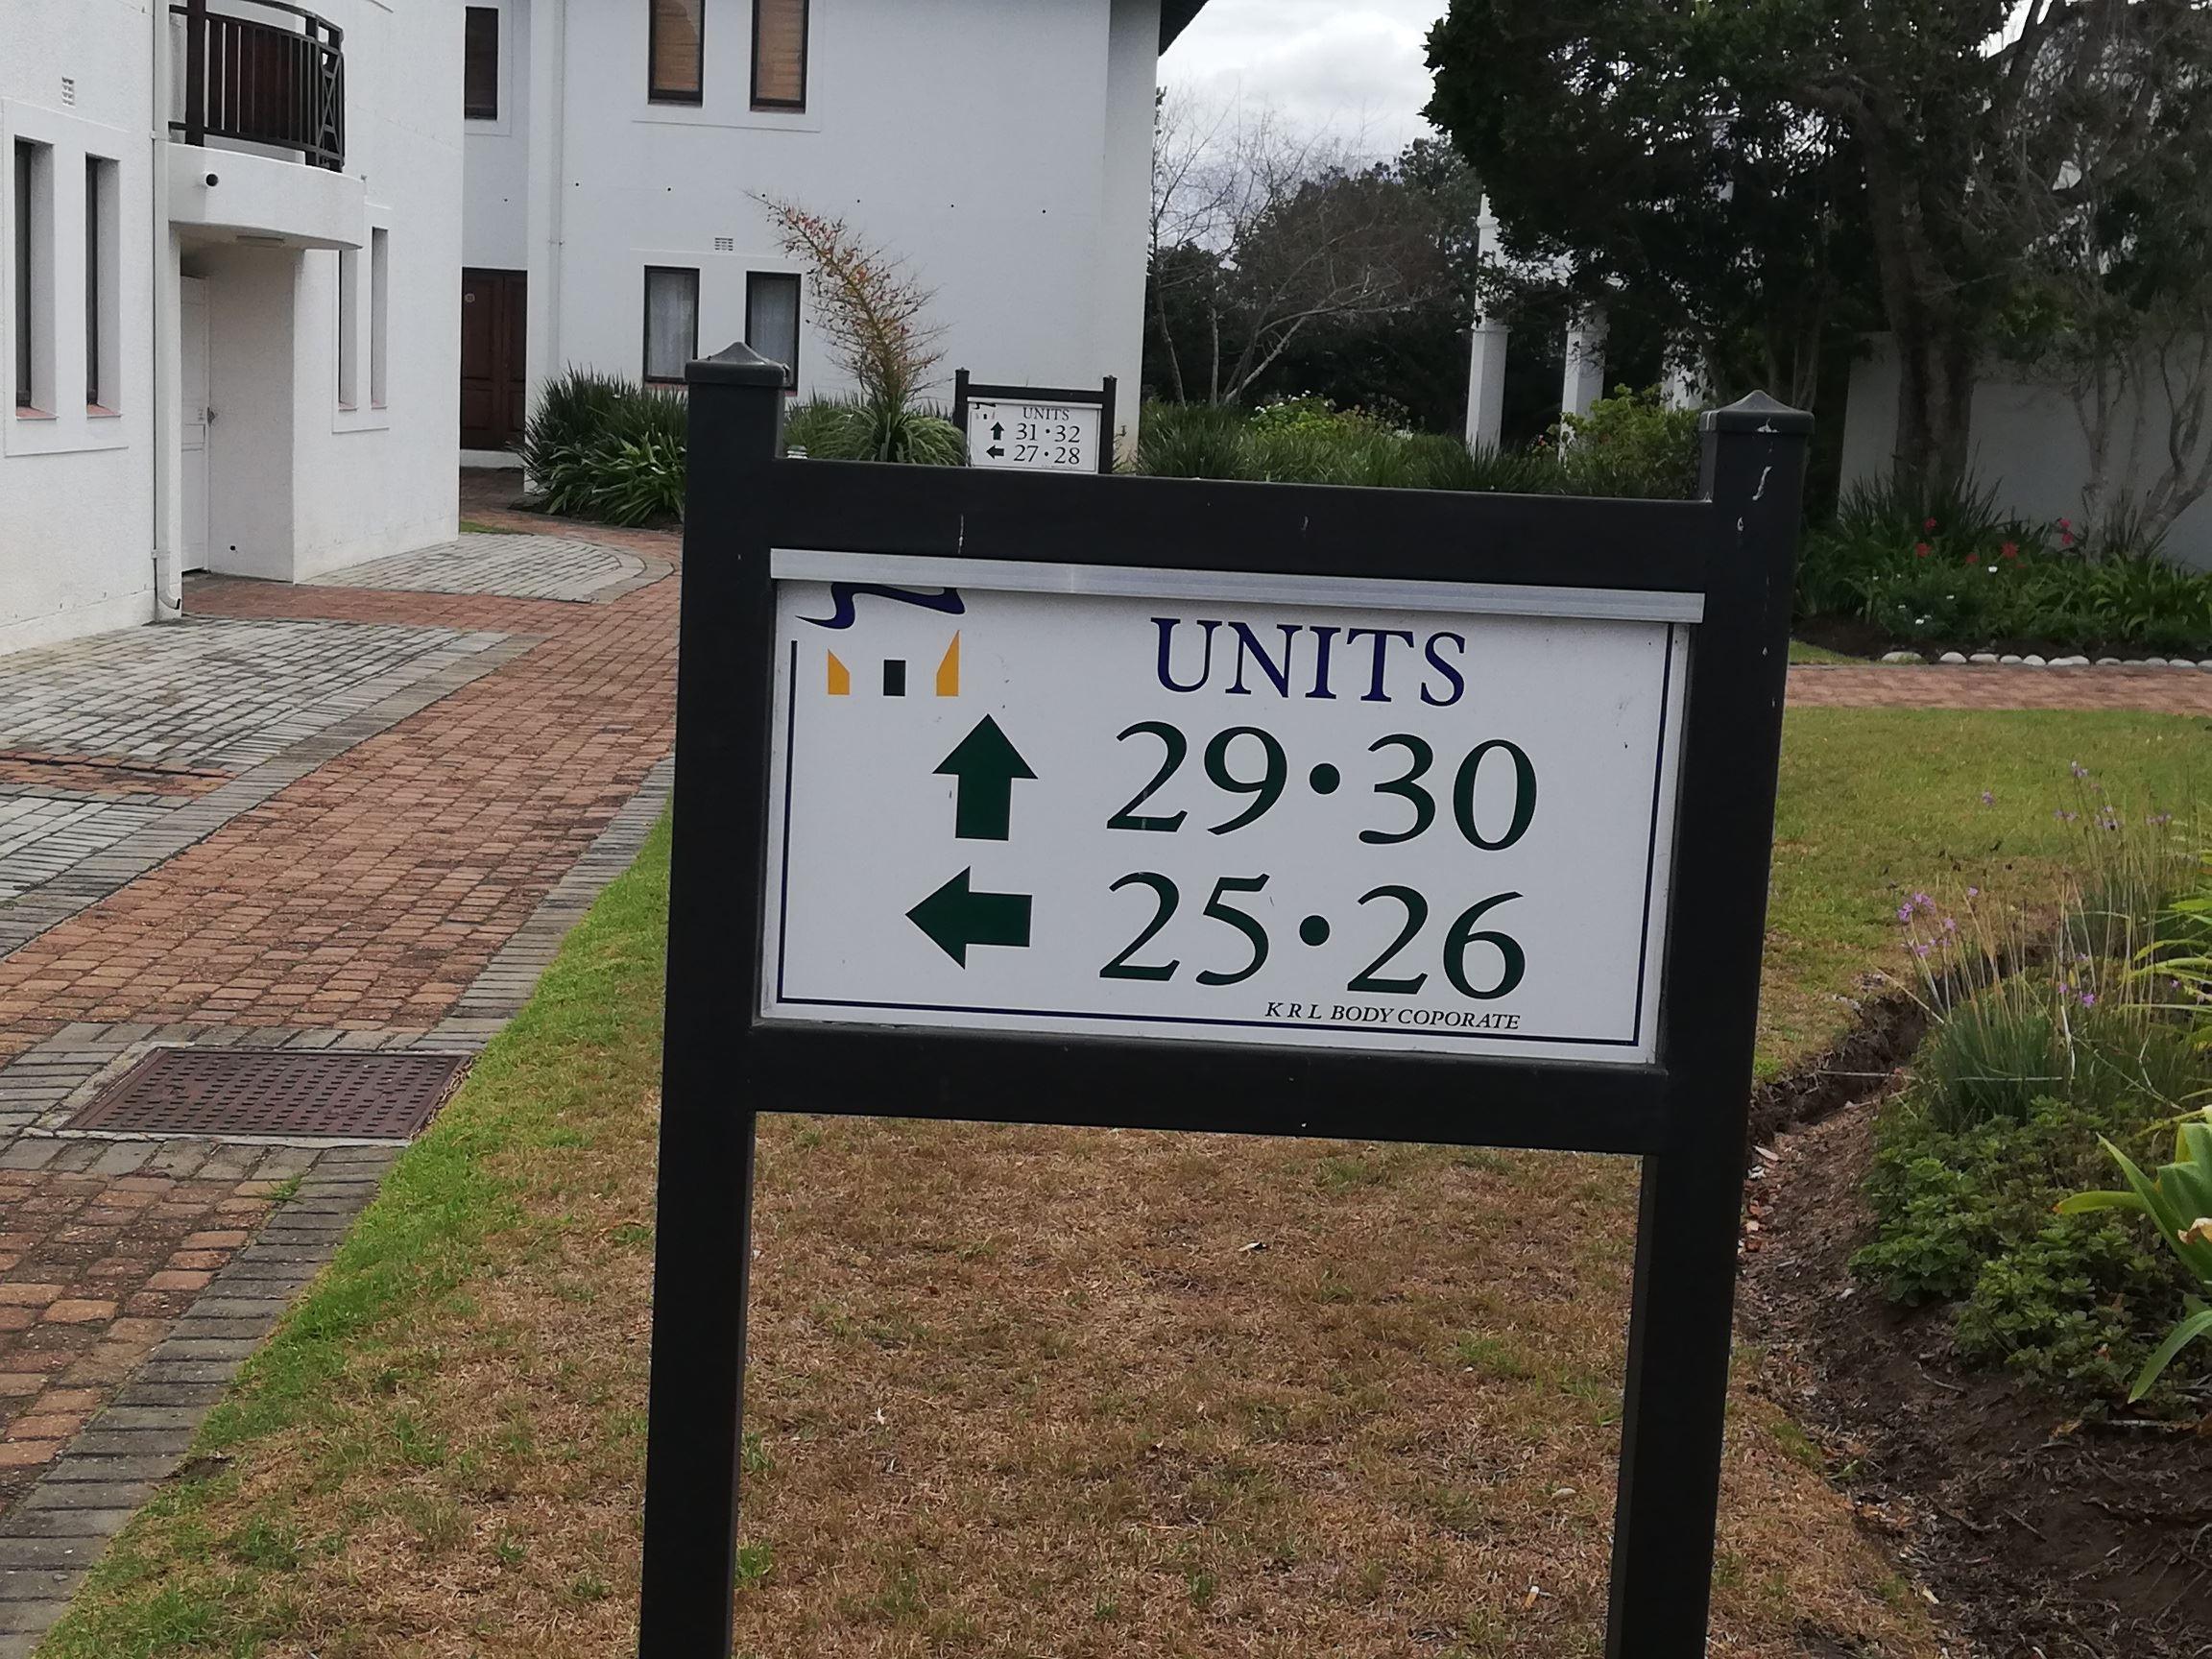 UNITS
31·32
27·28
UNITS
29·30
25·26
K R L BODY COPORATE